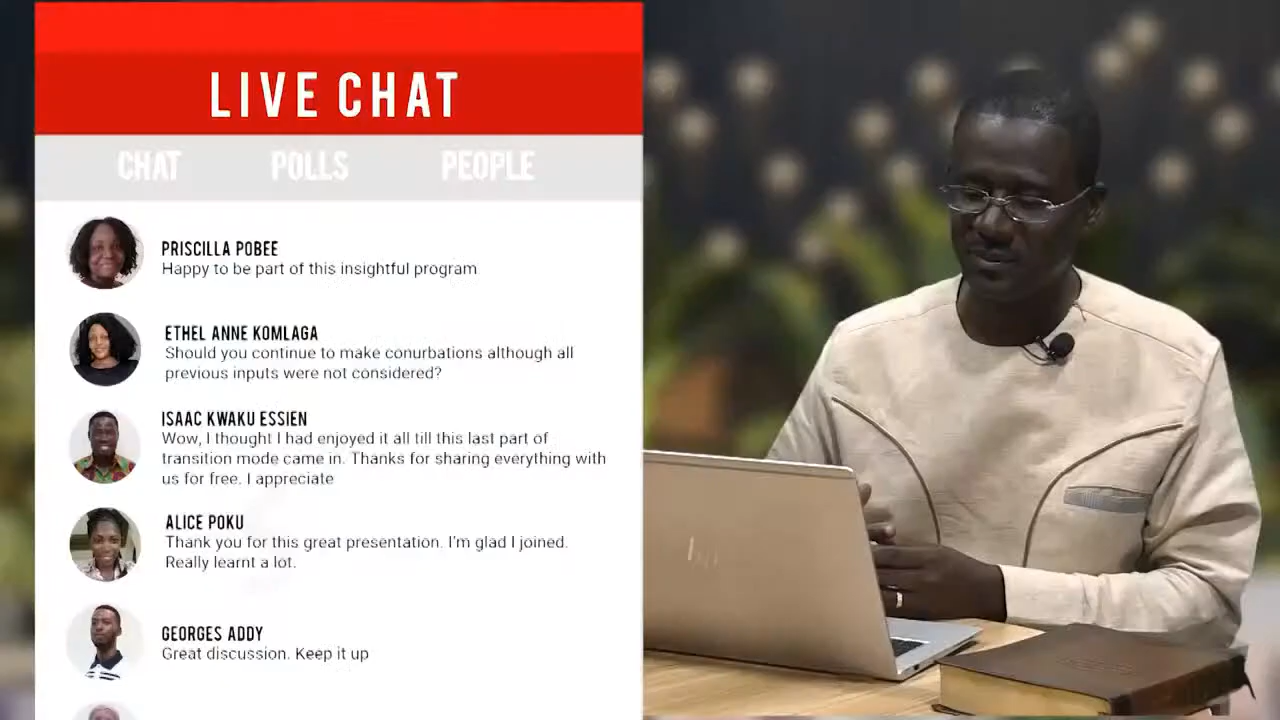 LIVE CHAT
CHAT POLLS PEOPLE
PRISCILLA POBEE
Happy to be part of this insightful program
ETHEL ANNE KOMLAGA
Should you continue to make conurbations although all
previous inputs were not considered?
ISAAC KWAKU ESSIEN
Wow, I thought I had enjoyed it all till this last part of
transition mode came in. Thanks for sharing everything with
us for free. I appreciate
ALICE POKU
Thank you for this great presentation. I'm glad I joined.
Really learnt a lot.
GEORGES ADDY
Great discussion. Keep it up
hp